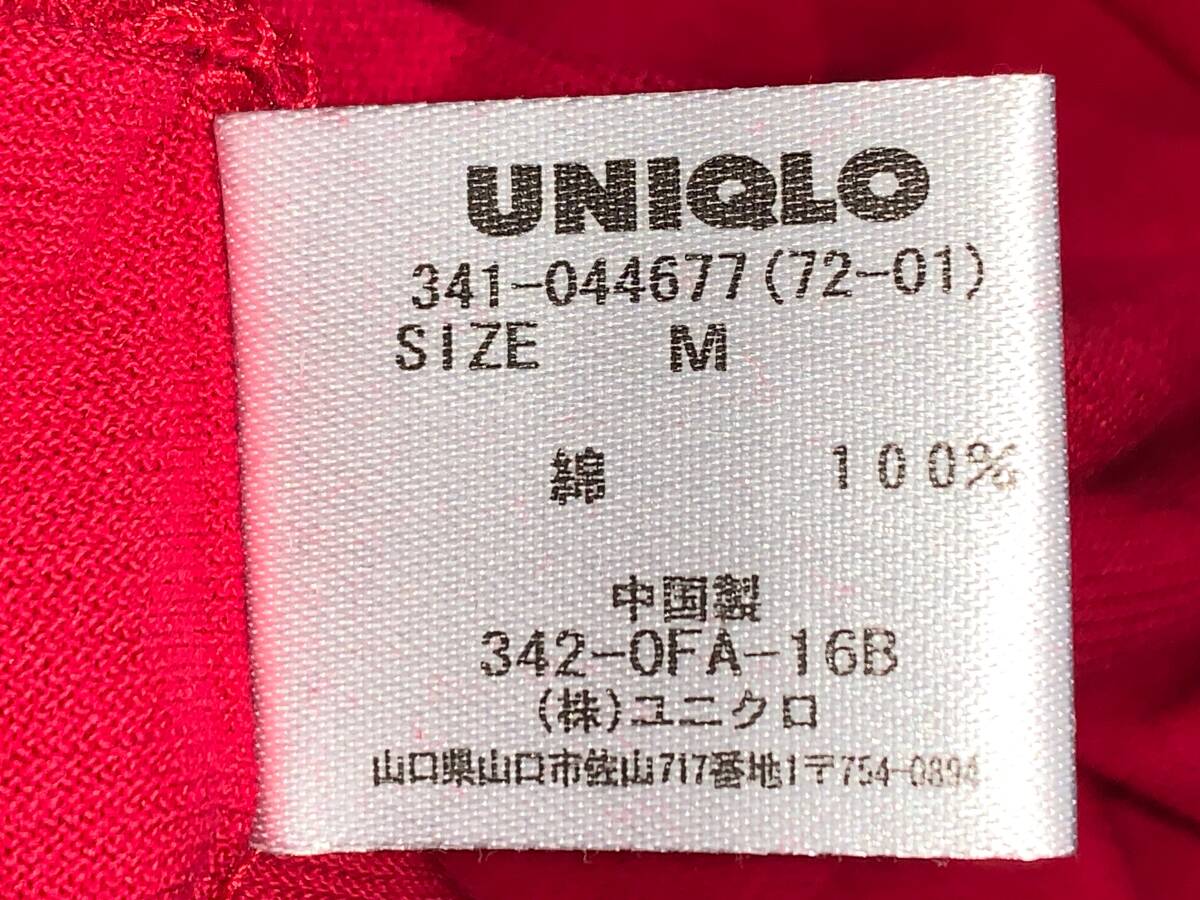 UNIQLO
341-044677(72-01)
SIZE M
綿 100%
中国製
342-0FA-16B
(株)ユニクロ
山口県山口市佐山717番地1〒754-0894